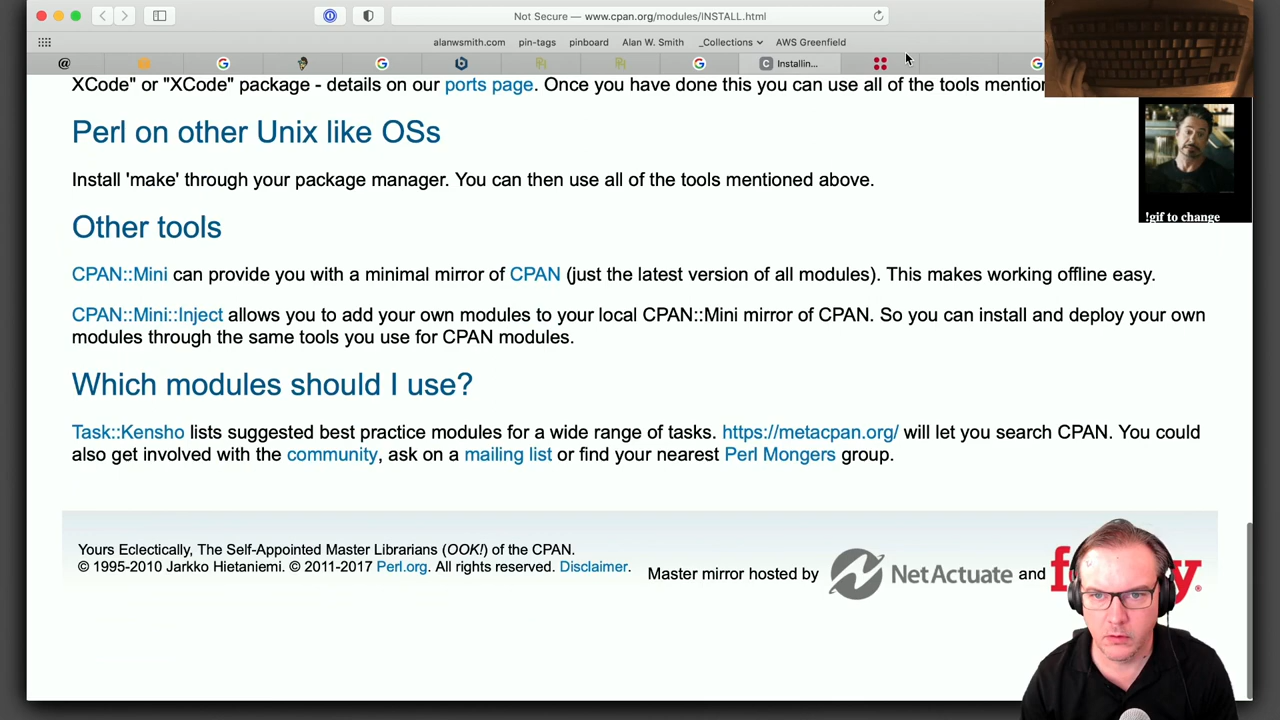 Not Secure — www.cpan.org/modules/INSTALL.html
alanwsmith.com pin-tags pinboard Alan W. Smith _Collections AWS Greenfield
Installin...
XCode" or "XCode" package - details on our ports page. Once you have done this you can use all of the tools
Perl on other Unix like OSs
Install 'make' through your package manager. You can then use all of the tools mentioned above.
!gif to change
Other tools
CPAN::Mini can provide you with a minimal mirror of CPAN (just the latest version of all modules). This makes working offline easy.
CPAN::Mini::Inject allows you to add your own modules to your local CPAN::Mini mirror of CPAN. So you can install and deploy your own
modules through the same tools you use for CPAN modules.
Which modules should I use?
Task::Kensho lists suggested best practice modules for a wide range of tasks. https://metacpan.org/ will let you search CPAN. You could
also get involved with the community, ask on a mailing list or find your nearest Perl Mongers group.
Yours Eclectically, The Self-Appointed Master Librarians (OOK!) of the CPAN.
© 1995-2010 Jarkko Hietaniemi. © 2011-2017 Perl.org. All rights reserved. Disclaimer.
Master mirror hosted by NetActuate and